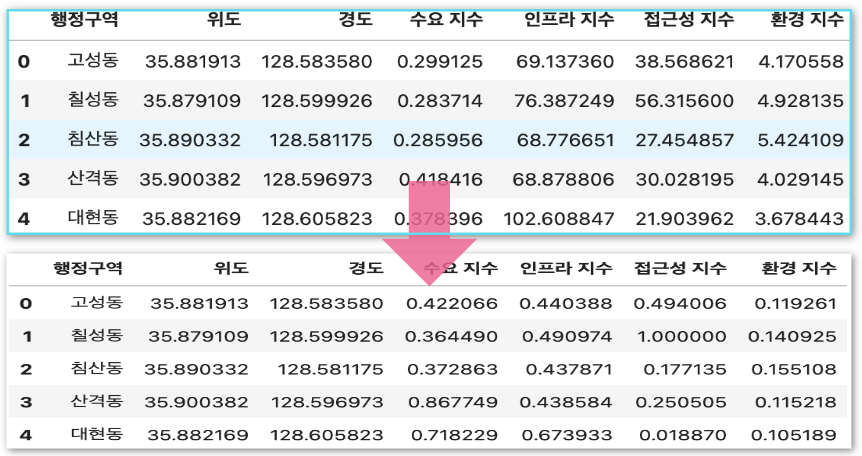 행정구역 위도 경도 수요 지수 인프라 지수 접근성 지수 환경 지수
0 고성동 35.881913 128.583580 0.299125 69.137360 38.568621 4.170558
1 칠성동 35.879109 128.599926 0.283714 76.387249 56.315600 4.928135
2 침산동 35.890332 128.581175 0.285956 68.776651 27.454857 5.424109
3 산격동 35.900382 128.596973 0.418416 68.878806 30.028195 4.029145
4 대현동 35.882169 128.605823 0.378396 102.608847 21.903962 3.678443
행정구역 위도 경도 수요 지수 인프라 지수 접근성 지수 환경 지수
0 고성동 35.881913 128.583580 0.422066 0.440388 0.494006 0.119261
1 칠성동 35.879109 128.599926 0.364490 0.490974 1.000000 0.140925
2 침산동 35.890332 128.581175 0.372863 0.437871 0.177135 0.155108
3 산격동 35.900382 128.596973 0.867749 0.438584 0.250505 0.115218
4 대현동 35.882169 128.605823 0.718229 0.673933 0.018870 0.105189